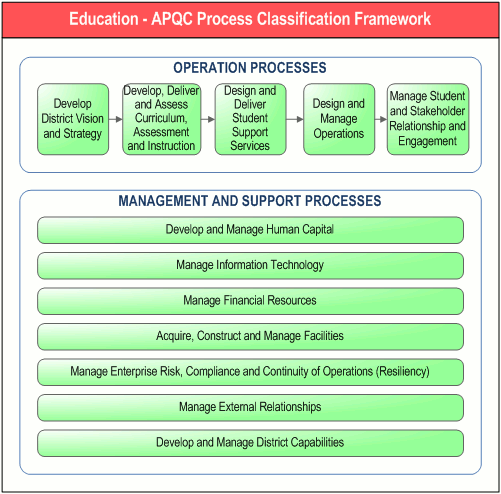 Education - APQC Process Classification Framework
OPERATION PROCESSES
Develop
District Vision
and Strategy
Develop, Deliver
and Assess
Curriculum,
Assessment
and Instruction
Design and
Deliver
Student
Support
Services
Design and
Manage
Operations
Manage Student
and Stakeholder
Relationship and
Engagement
MANAGEMENT AND SUPPORT PROCESSES
Develop and Manage Human Capital
Manage Information Technology
Manage Financial Resources
Acquire, Construct and Manage Facilities
Manage Enterprise Risk, Compliance and Continuity of Operations (Resiliency)
Manage External Relationships
Develop and Manage District Capabilities